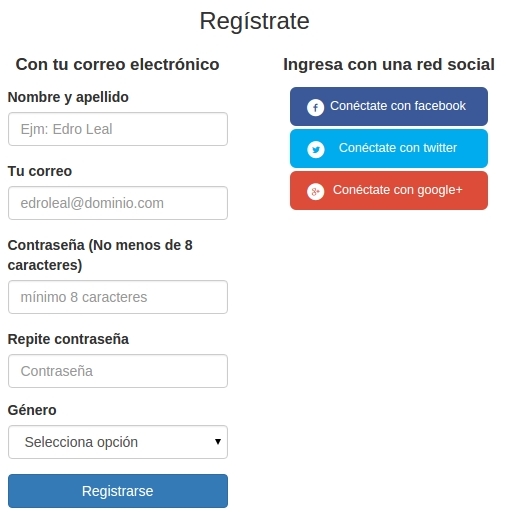 Regístrate
Con tu correo electrónico
Nombre y apellido
Ejm: Edro Leal
Tu correo
edroleal@dominio.com
Contraseña (No menos de 8
caracteres)
mínimo 8 caracteres
Repite contraseña
Contraseña
Género
Selecciona opción
Registrarse
Ingresa con una red social
Conéctate con facebook
Conéctate con twitter
Conéctate con google+